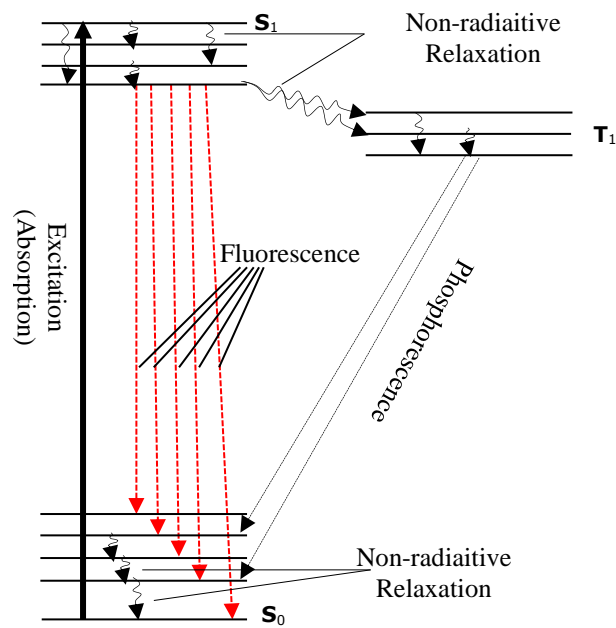 S1
Non-radiaitive
Relaxation
T1
Excitation
(Absorption)
Fluorescence
Phosphorescence
Non-radiaitive
Relaxation
S0